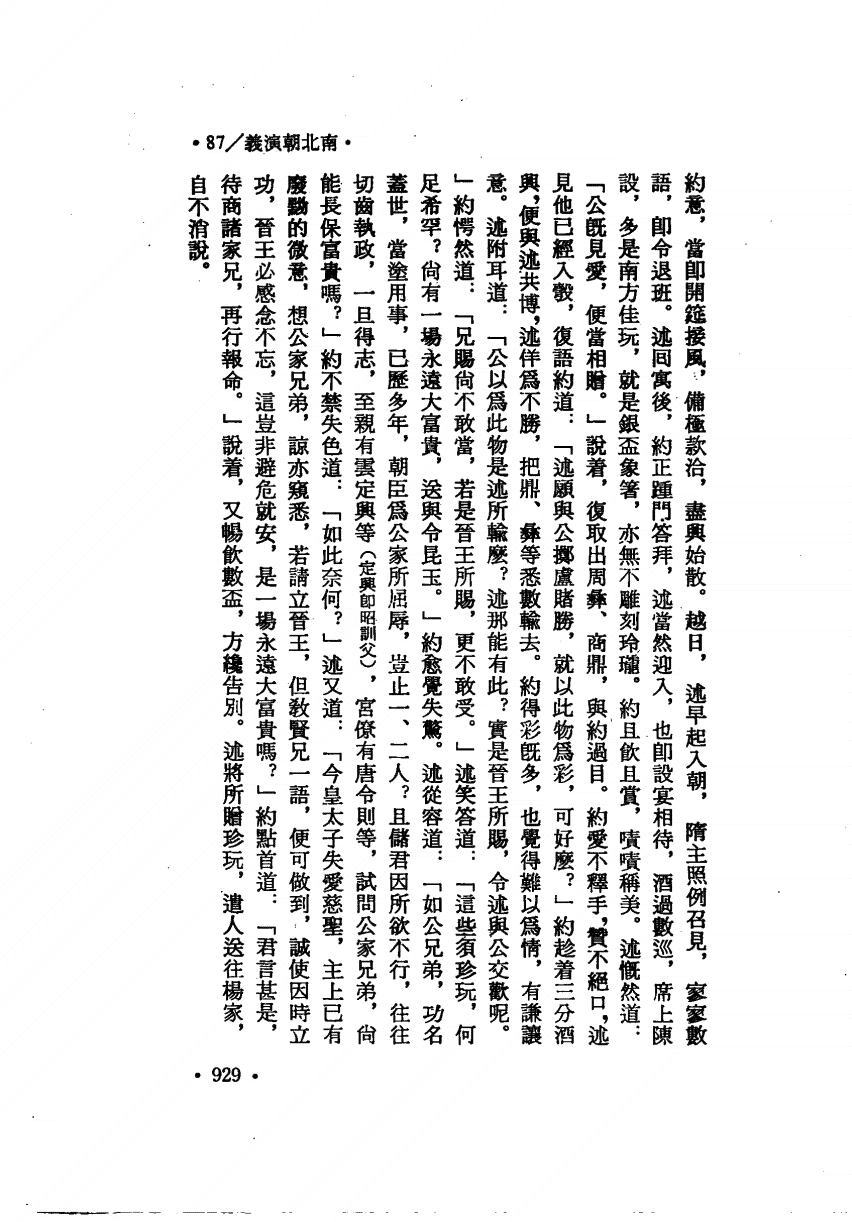 •87／義演朝北南•
約意，當即開筵接風，備極款洽，盡興始散。越日，述早起入朝，隋主照例召見，寥寥數
語，卽令退班。述回寓後，約正踵門答拜，述當然迎入，也卽設宴相待，酒過數巡，席上陳
設，多是南方佳玩，就是銀盃象箸，亦無不雕刻玲瓏。約且飲且賞，嘖嘖稱美。述慨然道：
「公旣見愛，便當相贈。」說着，復取出周彝、商鼎，與約過目。約愛不釋手，贊不絕口，述
見他已經入彀，復語約道：「述願與公擲盧賭勝，就以此物爲彩，可好麽？」約趁着三分酒
興，便與述共博，述佯爲不勝，把鼎、彝等悉數輸去。約得彩旣多，也覺得難以爲情，有謙讓
意。述附耳道：「公以爲此物是述所輸麽？述那能有此？實是晉王所賜，令述與公交歡呢。
」約愕然道：「兄賜尙不敢當，若是晉王所賜，更不敢受。」述笑答道：「這些須珍玩，何
足希罕？尙有一場永遠大富貴，送與令昆玉。」約愈覺失驚。述從容道：「如公兄弟，功名
蓋世，當塗用事，已歷多年，朝臣爲公家所屈辱，豈止一、二人？且儲君因所欲不行，往往
切齒執政，一旦得志，至親有雲定興等（定興卽昭訓父），宮僚有唐令則等，試問公家兄弟，尙
能長保富貴嗎？」約不禁失色道：「如此奈何？」述又道：「今皇太子失愛慈聖，主上已有
廢黜的微意，想公家兄弟，諒亦窺悉，若請立晉王，但敎賢兄一語，便可做到，誠使因時立
功，晉王必感念不忘，這豈非避危就安，是一場永遠大富貴嗎？」約點首道：「君言甚是，
待商諸家兄，再行報命。」說着，又暢飲數盃，方纔告別。述將所贈珍玩，遣人送往楊家，
自不消說。
•929•